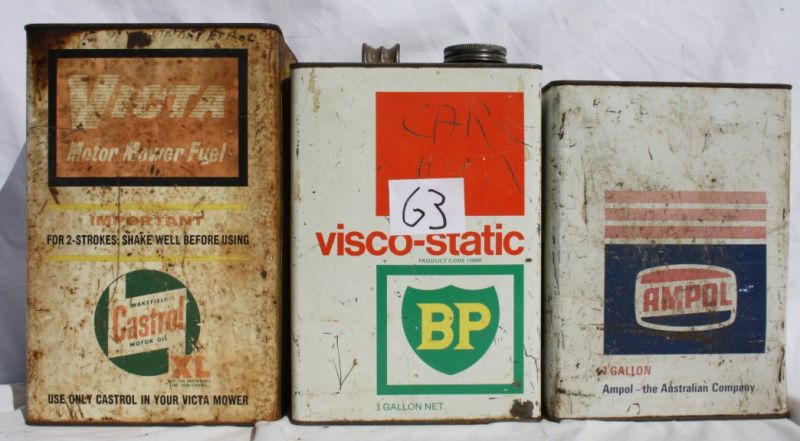 VICTA
Motor Mower Fuel
IMPORTANT
FOR 2-STROKES: SHAKE WELL BEFORE USING
WAKEFIELD
Castrol
MOTOR OIL
XL
USE ONLY CASTROL IN YOUR VICTA MOWER
CAR
63
visco-static
PRODUCT CODE
BP
1 GALLON NET
AMPOL
1 GALLON
Ampol - the Australian Company